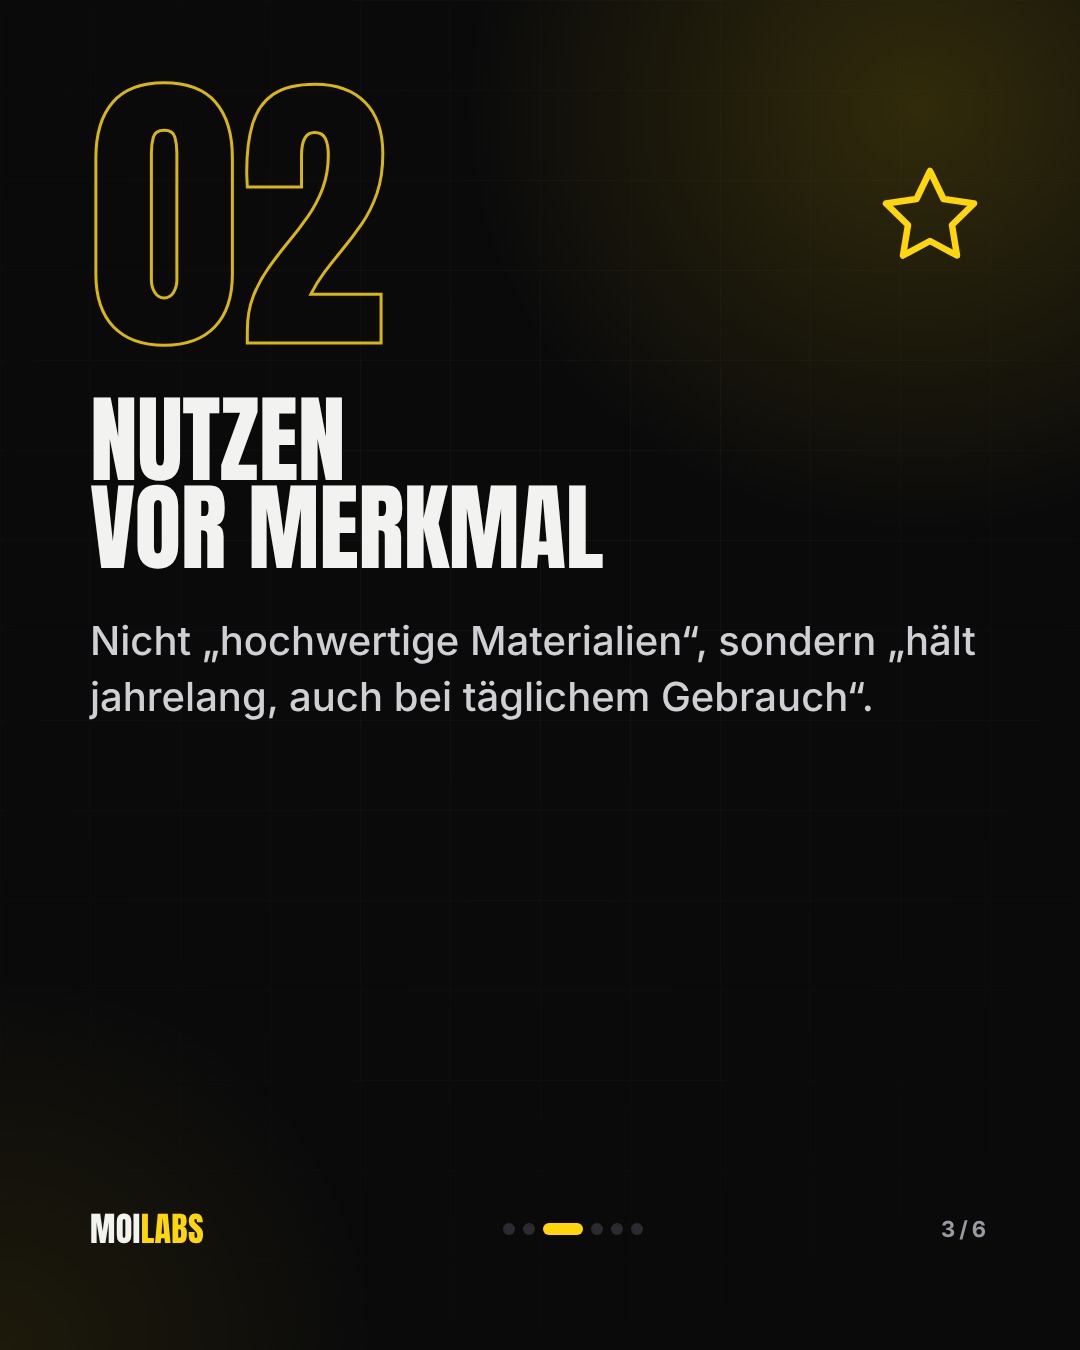 02
NUTZEN
VOR MERKMAL
Nicht „hochwertige Materialien“, sondern „hält
jahrelang, auch bei täglichem Gebrauch“.
MOILABS
3 / 6